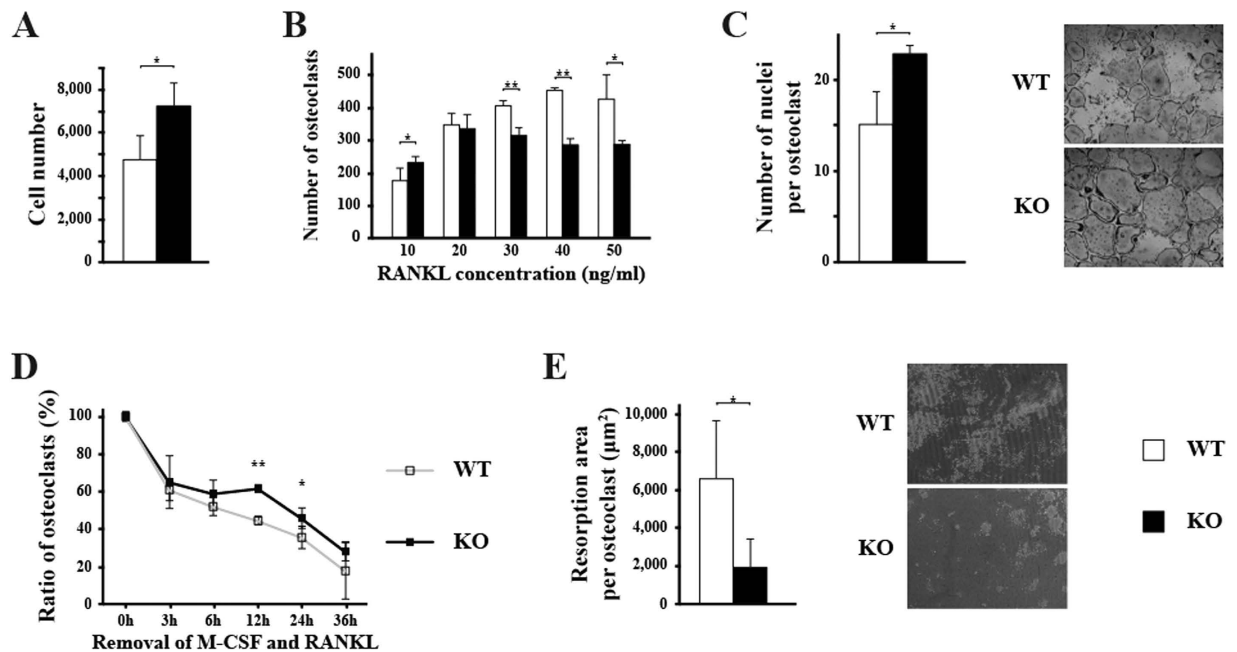 A
Cell number
8,000
6,000
4,000
2,000
0
*
B
Number of osteoclasts
500
400
300
200
100
0
*
**
**
*
10 20 30 40 50
RANKL concentration (ng/ml)
C
Number of nuclei
per osteoclast
20
10
0
*
WT
KO
D
Ratio of osteoclasts (%)
100
80
60
40
20
0
**
*
0h 3h 6h 12h 24h 36h
Removal of M-CSF and RANKL
WT
KO
E
Resorption area
per osteoclast (μm²)
10,000
8,000
6,000
4,000
2,000
0
*
WT
KO
WT
KO